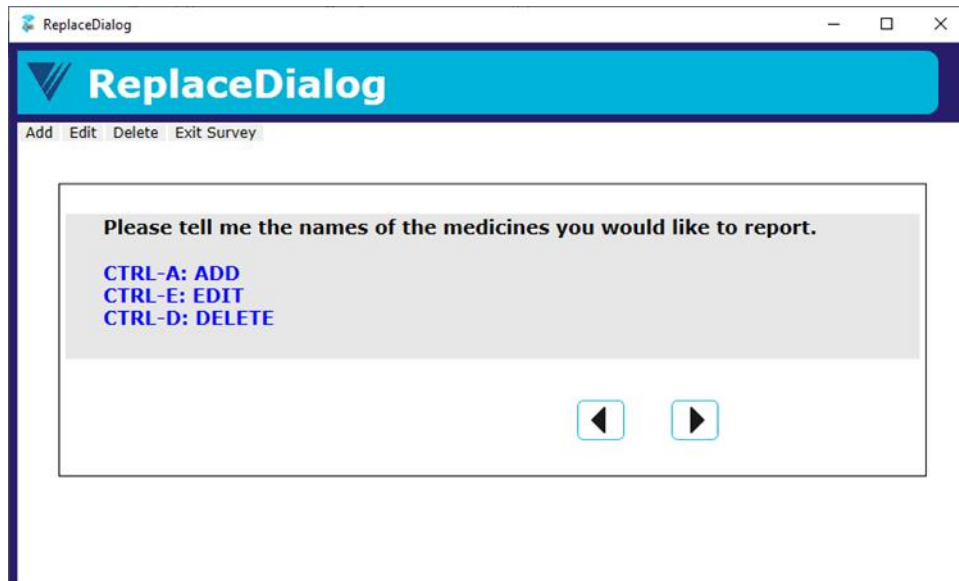 ReplaceDialog
ReplaceDialog
Add Edit Delete Exit Survey
Please tell me the names of the medicines you would like to report.
CTRL-A: ADD
CTRL-E: EDIT
CTRL-D: DELETE